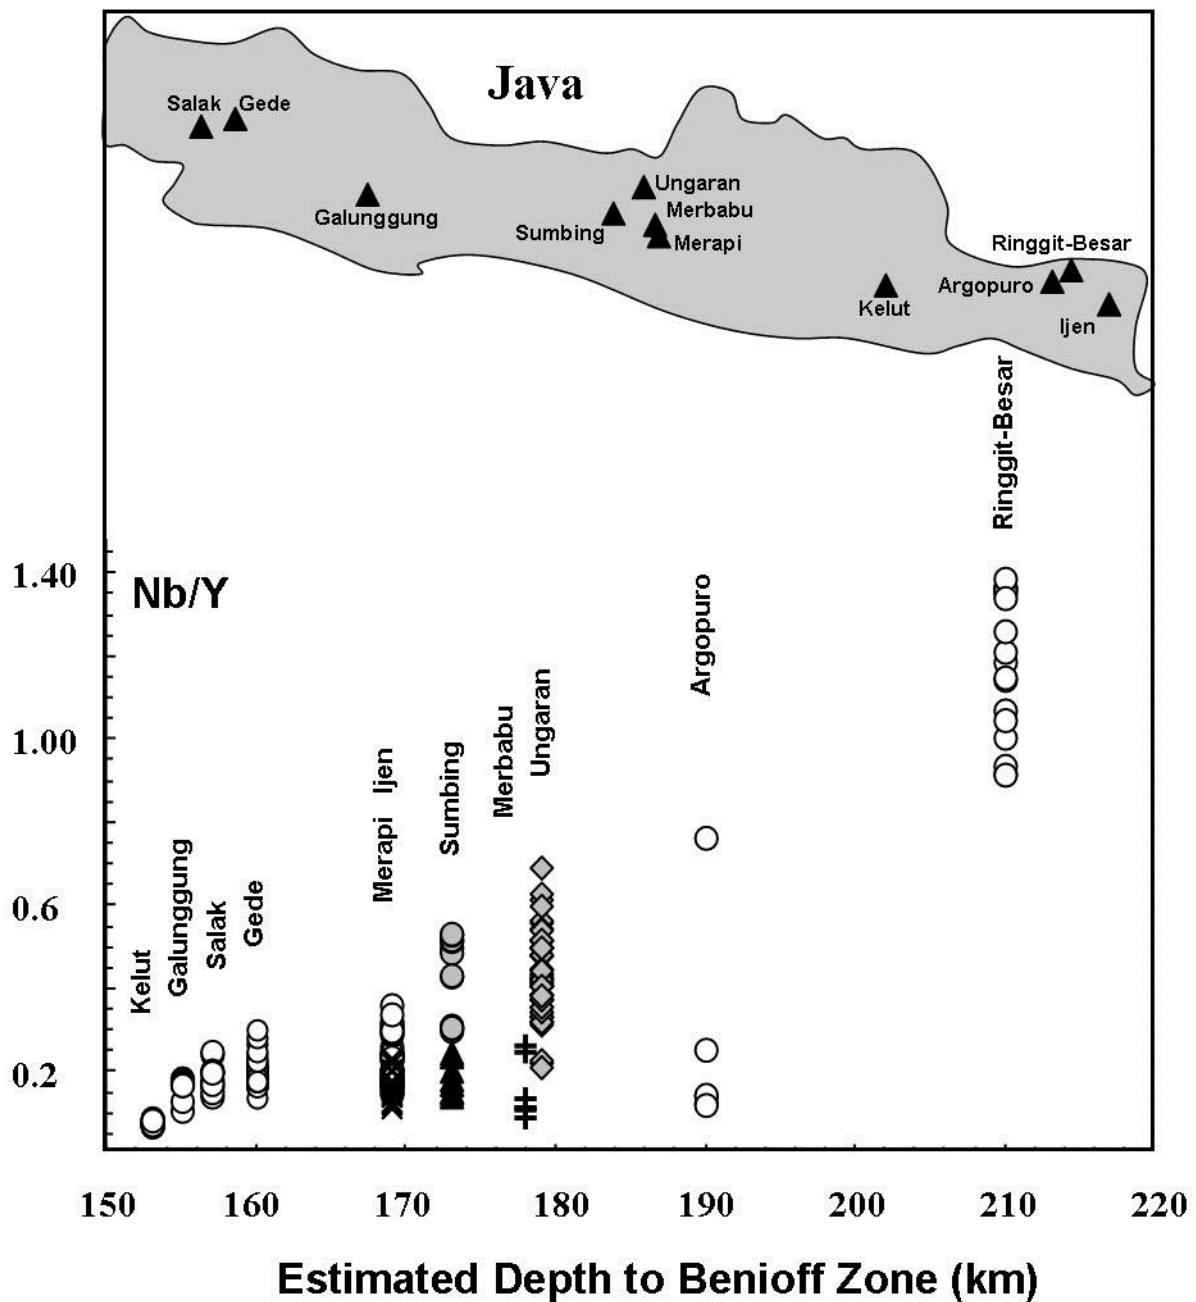 Java
Salak Gede
Ungaran
Galunggung
Merbabu
Sumbing
Merapi
Ringgit-Besar
Argopuro
Kelut
Ijen
Nb/Y
1.40
1.00
0.6
0.2
Kelut
Galunggung
Salak
Gede
Merapi Ijen
Sumbing
Merbabu
Ungaran
Argopuro
Ringgit-Besar
150 160 170 180 190 200 210 220
Estimated Depth to Benioff Zone (km)